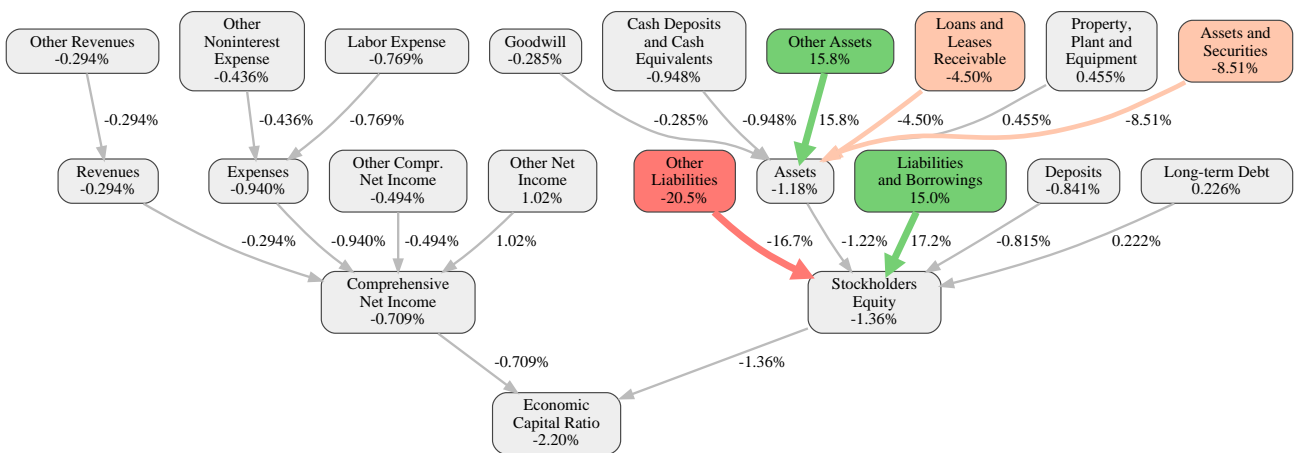 Other Revenues
-0.294%
Other
Noninterest
Expense
-0.436%
Labor Expense
-0.769%
Goodwill
-0.285%
Cash Deposits
and Cash
Equivalents
-0.948%
Other Assets
15.8%
Loans and
Leases
Receivable
-4.50%
Property,
Plant and
Equipment
0.455%
Assets and
Securities
-8.51%
-0.294%
-0.436%
-0.769%
-0.285%
-0.948%
15.8%
-4.50%
0.455%
-8.51%
Revenues
-0.294%
Expenses
-0.940%
Other Compr.
Net Income
-0.494%
Other Net
Income
1.02%
Other
Liabilities
-20.5%
Assets
-1.18%
Liabilities
and Borrowings
15.0%
Deposits
-0.841%
Long-term Debt
0.226%
-0.294%
-0.940%
-0.494%
1.02%
-16.7%
-1.22%
17.2%
-0.815%
0.222%
Comprehensive
Net Income
-0.709%
Stockholders
Equity
-1.36%
-0.709%
-1.36%
Economic
Capital Ratio
-2.20%